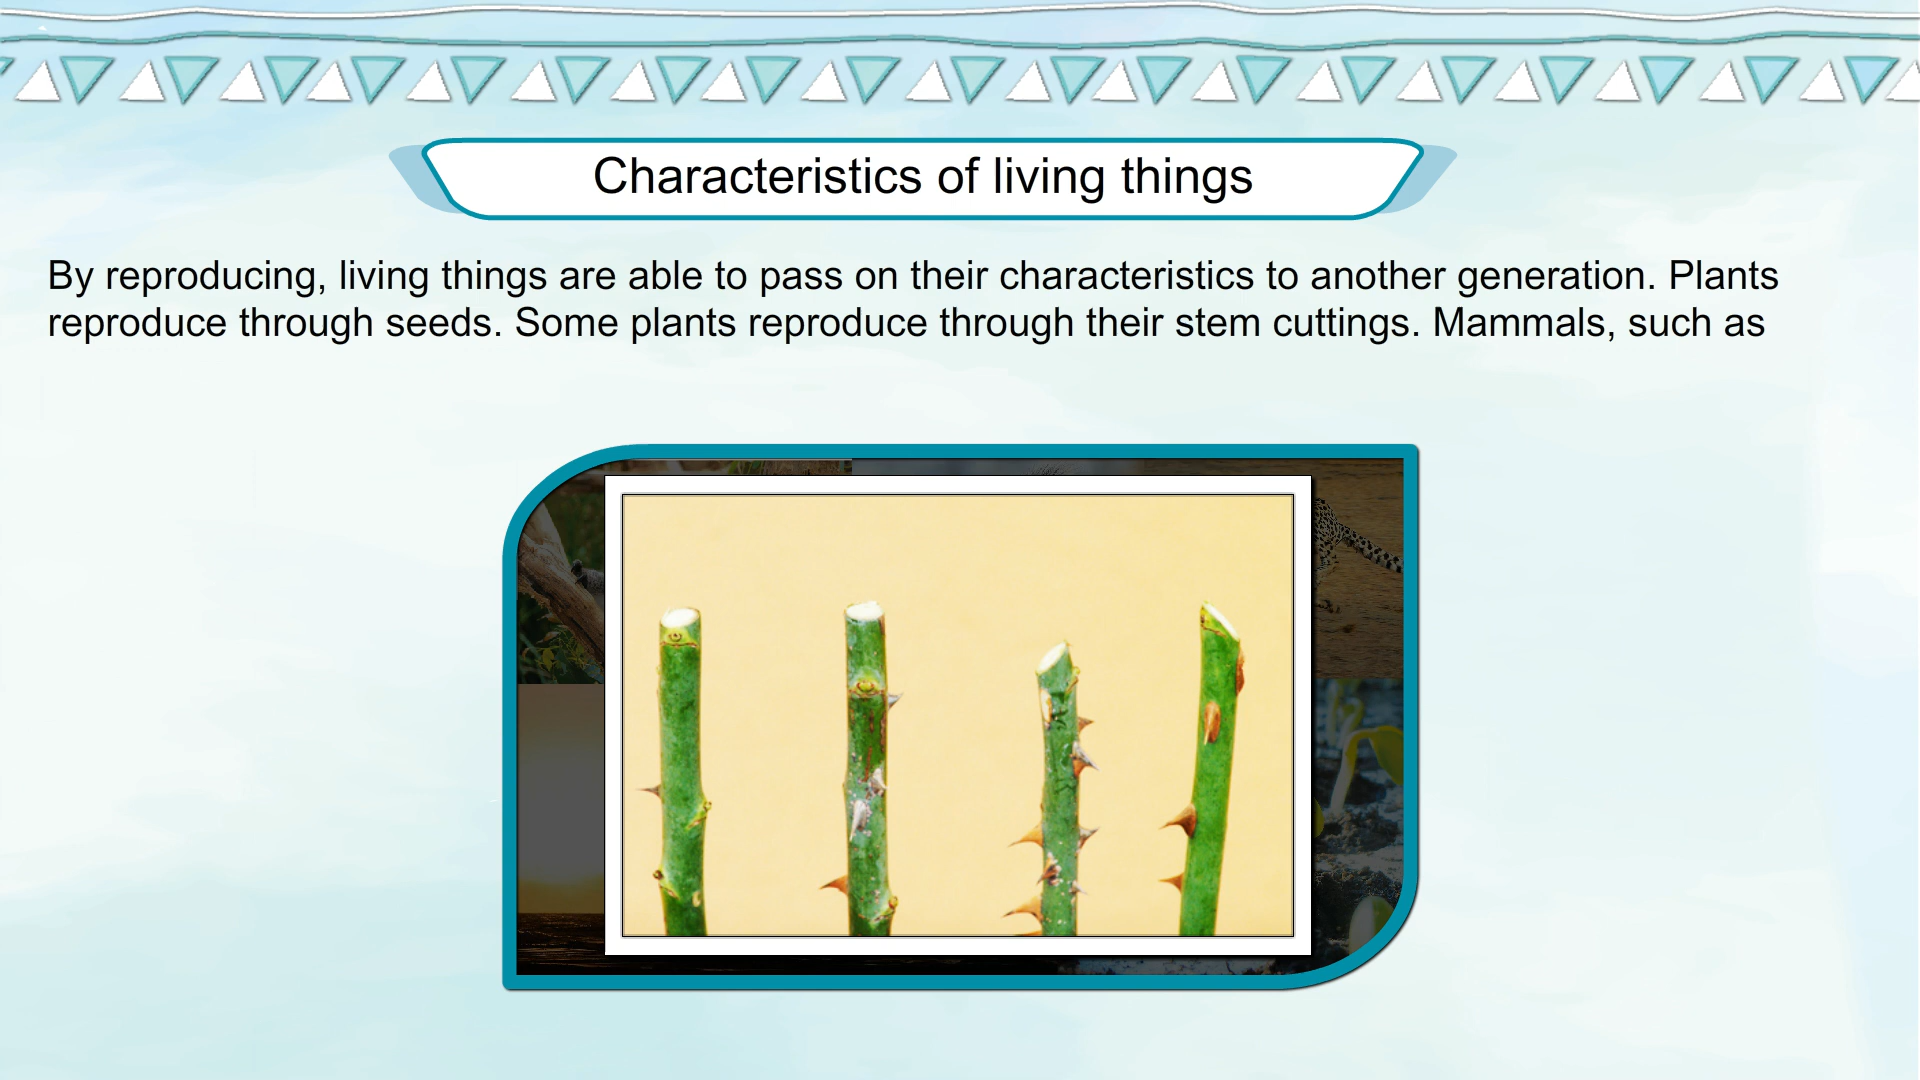 Characteristics of living things
By reproducing, living things are able to pass on their characteristics to another generation. Plants
reproduce through seeds. Some plants reproduce through their stem cuttings. Mammals, such as